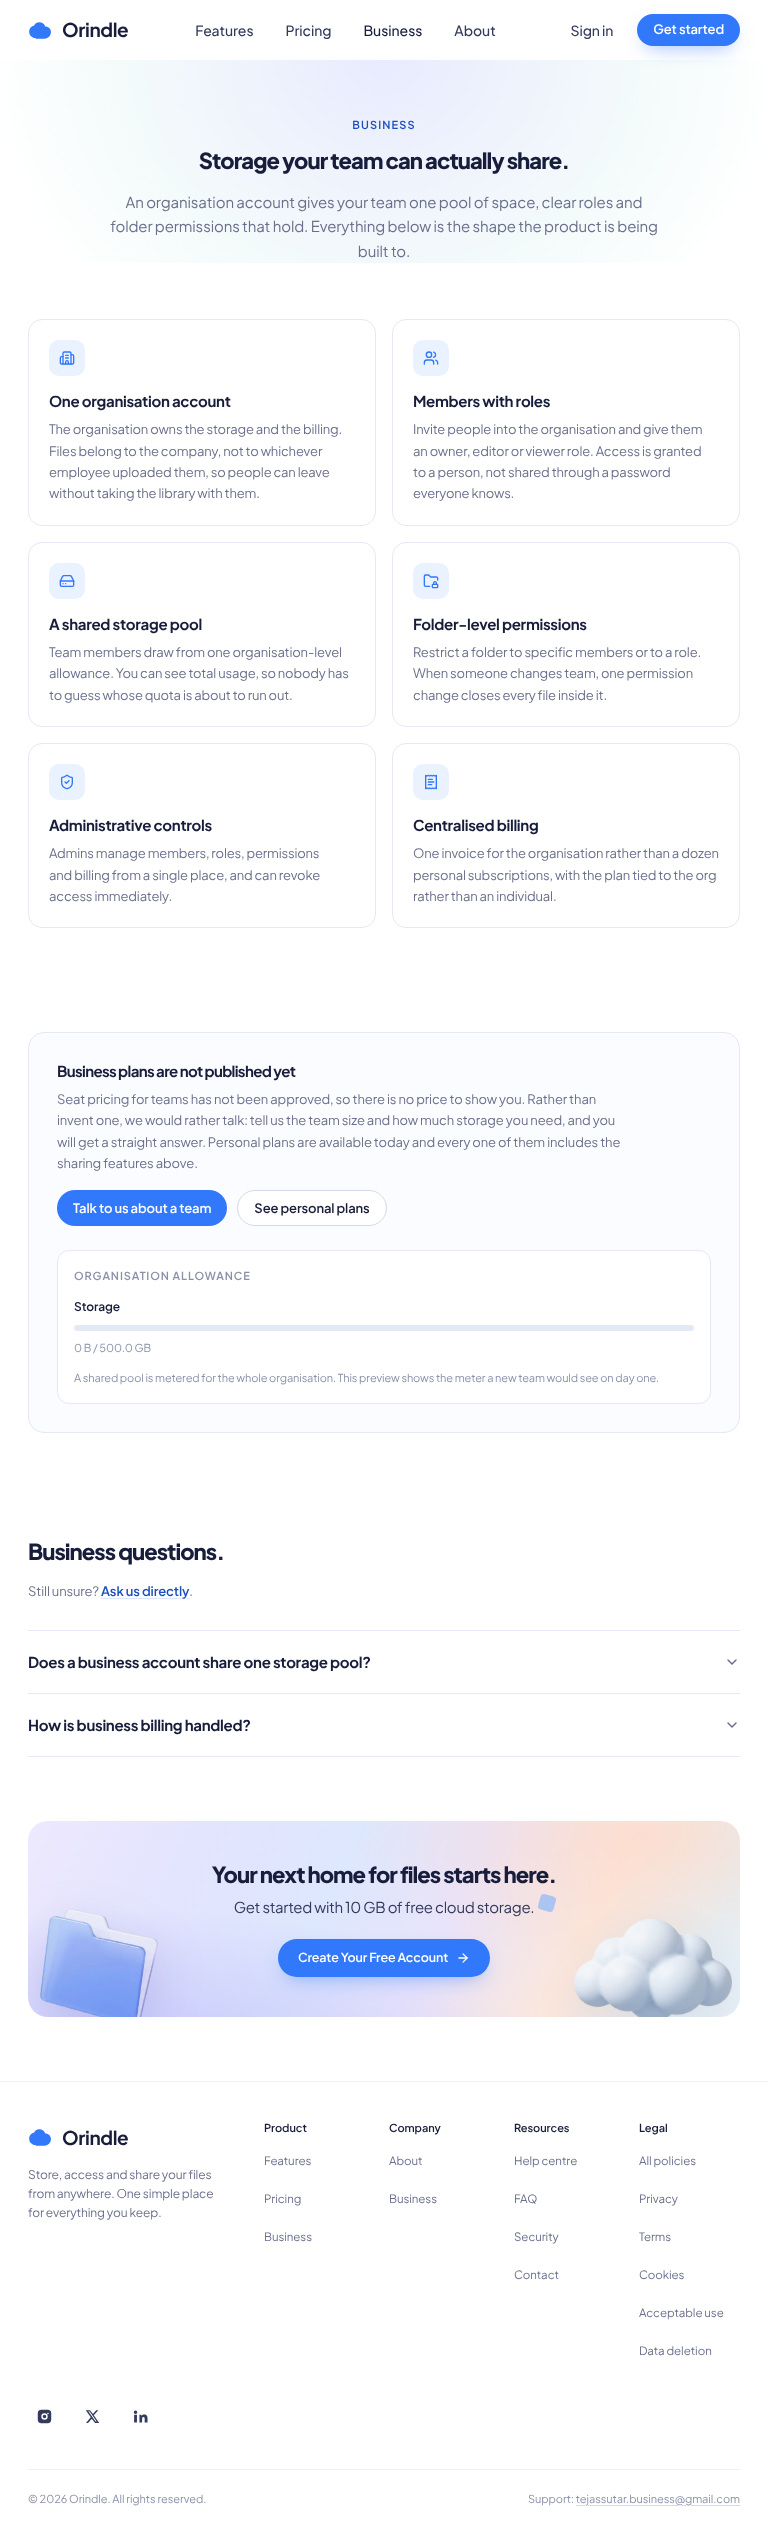 Orindle
Features
Pricing
Business
About
Sign in
Get started
BUSINESS
Storage your team can actually share.
An organisation account gives your team one pool of space, clear roles and
folder permissions that hold. Everything below is the shape the product is being
built to.
One organisation account
The organisation owns the storage and the billing.
Files belong to the company, not to whichever
employee uploaded them, so people can leave
without taking the library with them.
Members with roles
Invite people into the organisation and give them
an owner, editor or viewer role. Access is granted
to a person, not shared through a password
everyone knows.
A shared storage pool
Team members draw from one organisation-level
allowance. You can see total usage, so nobody has
to guess whose quota is about to run out.
Folder-level permissions
Restrict a folder to specific members or to a role.
When someone changes team, one permission
change closes every file inside it.
Administrative controls
Admins manage members, roles, permissions
and billing from a single place, and can revoke
access immediately.
Centralised billing
One invoice for the organisation rather than a dozen
personal subscriptions, with the plan tied to the org
rather than an individual.
Business plans are not published yet
Seat pricing for teams has not been approved, so there is no price to show you. Rather than
invent one, we would rather talk: tell us the team size and how much storage you need, and you
will get a straight answer. Personal plans are available today and every one of them includes the
sharing features above.
Talk to us about a team
See personal plans
ORGANISATION ALLOWANCE
Storage
0 B / 500.0 GB
A shared pool is metered for the whole organisation. This preview shows the meter a new team would see on day one.
Business questions.
Still unsure? Ask us directly.
Does a business account share one storage pool?
How is business billing handled?
Your next home for files starts here.
Get started with 10 GB of free cloud storage.
Create Your Free Account
Orindle
Store, access and share your files
from anywhere. One simple place
for everything you keep.
Product
Features
Pricing
Business
Company
About
Business
Resources
Help centre
FAQ
Security
Contact
Legal
All policies
Privacy
Terms
Cookies
Acceptable use
Data deletion
© 2026 Orindle. All rights reserved.
Support: tejassutar.business@gmail.com